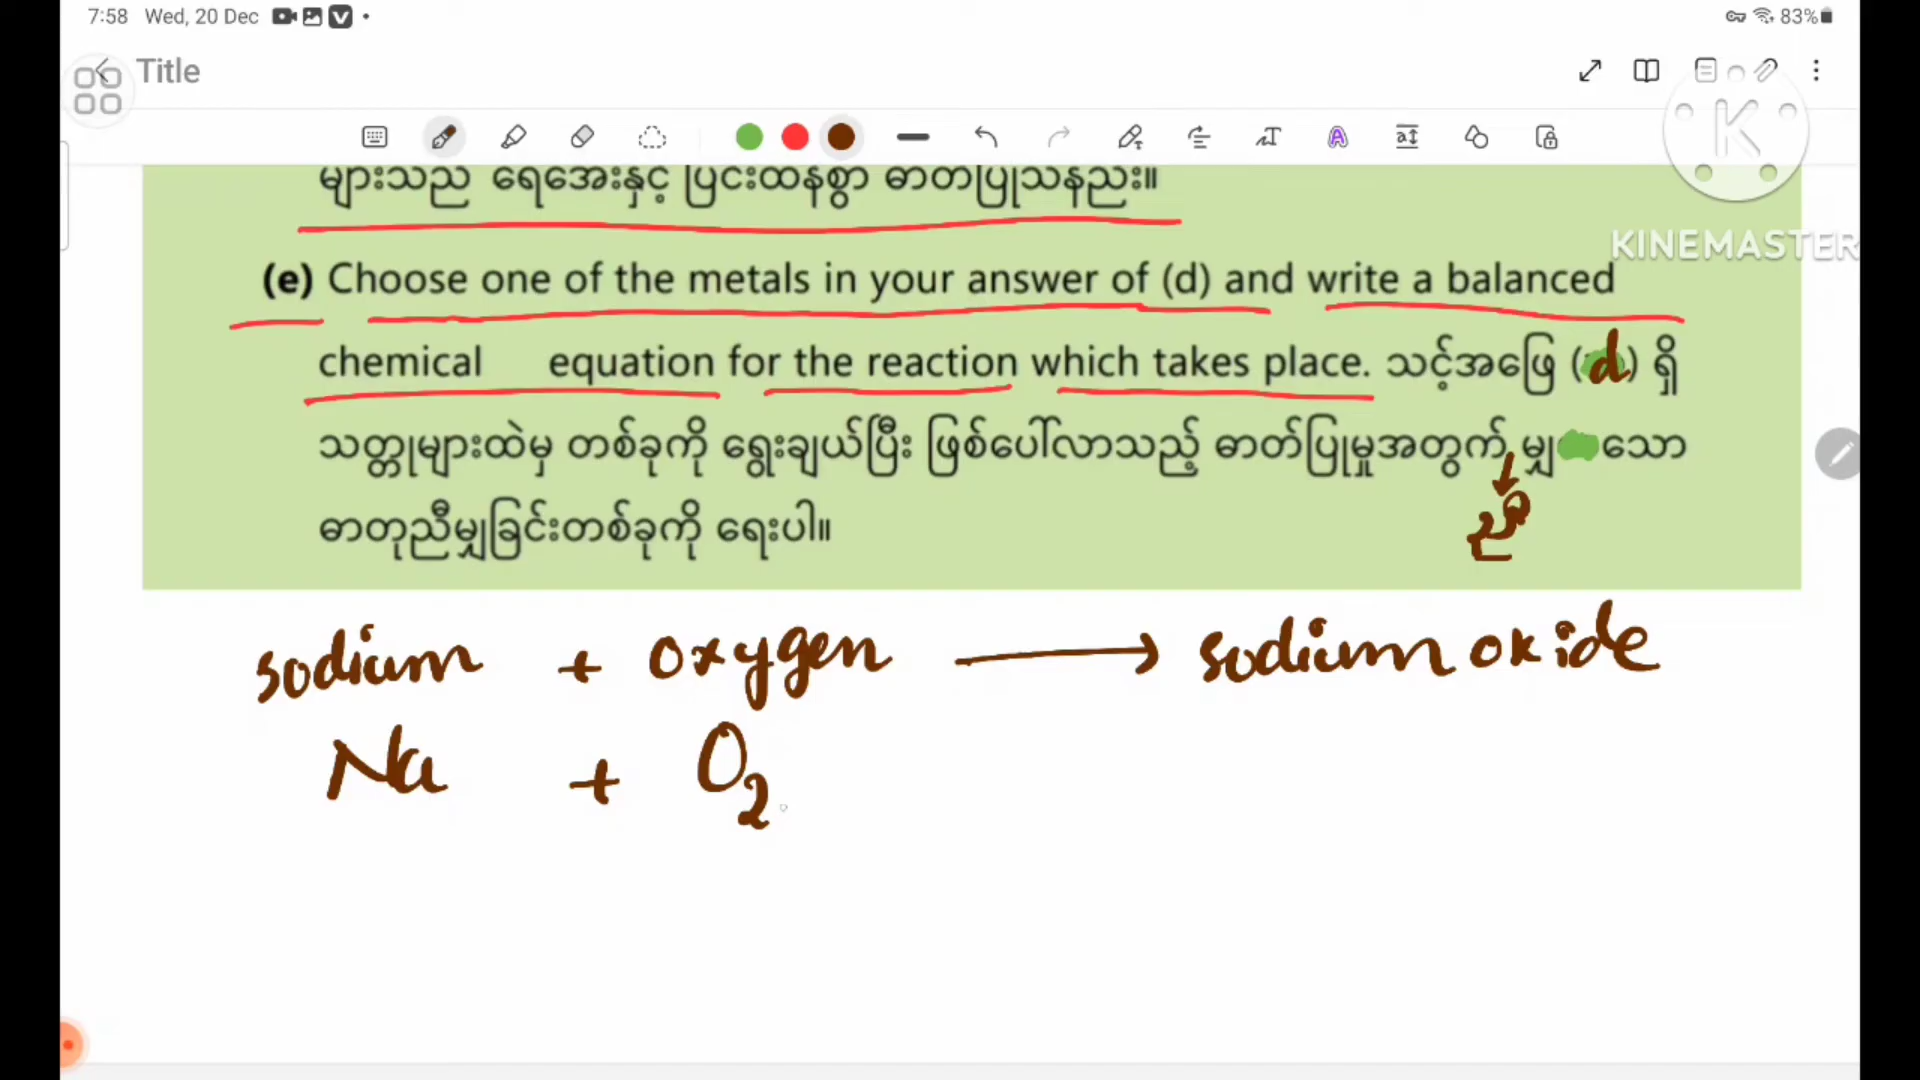 7:58 Wed, 20 Dec
83%
Title
K
KINEMASTER
များသည် ရေအေးနှင့် ပြင်းထန်စွာ ဓာတ်ပြုသနည်း။
(e) Choose one of the metals in your answer of (d) and write a balanced
chemical equation for the reaction which takes place. သင့်အဖြေ (d) ရှိ
သတ္တုများထဲမှ တစ်ခုကို ရွေးချယ်ပြီး ဖြစ်ပေါ်လာသည့် ဓာတ်ပြုမှုအတွက် မျှ သော
ညီ
ဓာတုညီမျှခြင်းတစ်ခုကို ရေးပါ။
sodium + oxygen → sodium oxide
Na + O₂